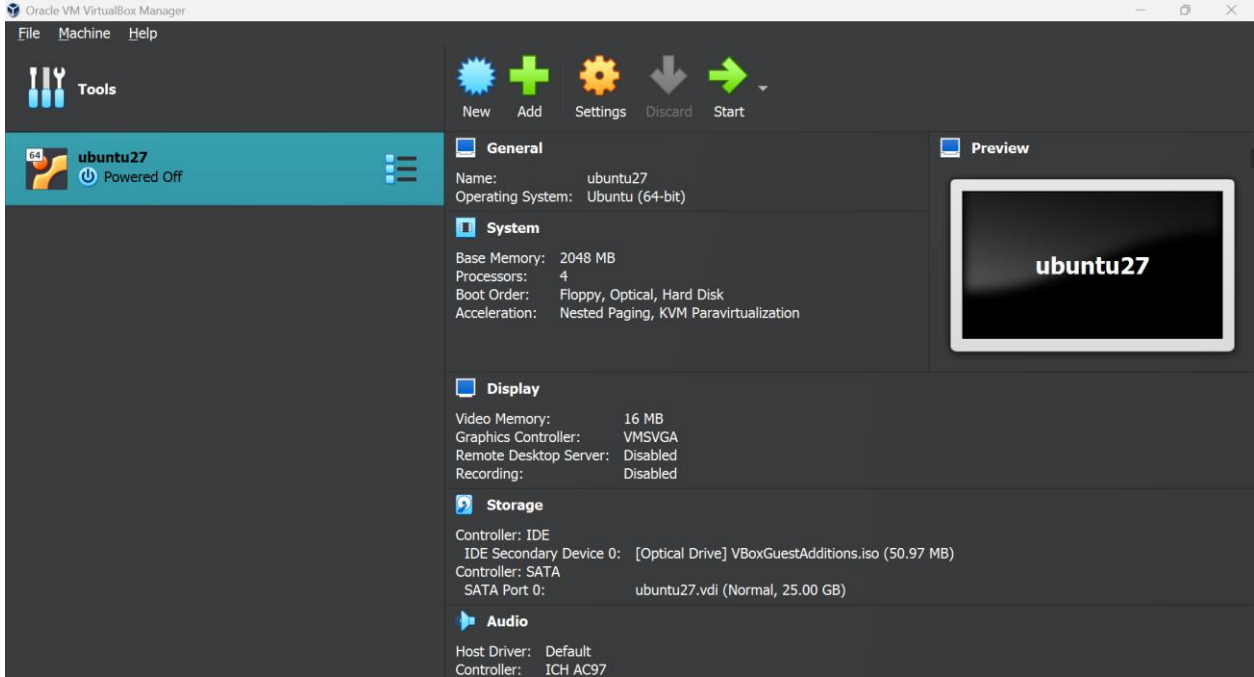 Oracle VM VirtualBox Manager
File Machine Help
Tools
New Add Settings Discard Start
64
ubuntu27
Powered Off
General
Name: ubuntu27
Operating System: Ubuntu (64-bit)
Preview
ubuntu27
System
Base Memory: 2048 MB
Processors: 4
Boot Order: Floppy, Optical, Hard Disk
Acceleration: Nested Paging, KVM Paravirtualization
Display
Video Memory: 16 MB
Graphics Controller: VMSVGA
Remote Desktop Server: Disabled
Recording: Disabled
Storage
Controller: IDE
IDE Secondary Device 0: [Optical Drive] VBoxGuestAdditions.iso (50.97 MB)
Controller: SATA
SATA Port 0: ubuntu27.vdi (Normal, 25.00 GB)
Audio
Host Driver: Default
Controller: ICH AC97